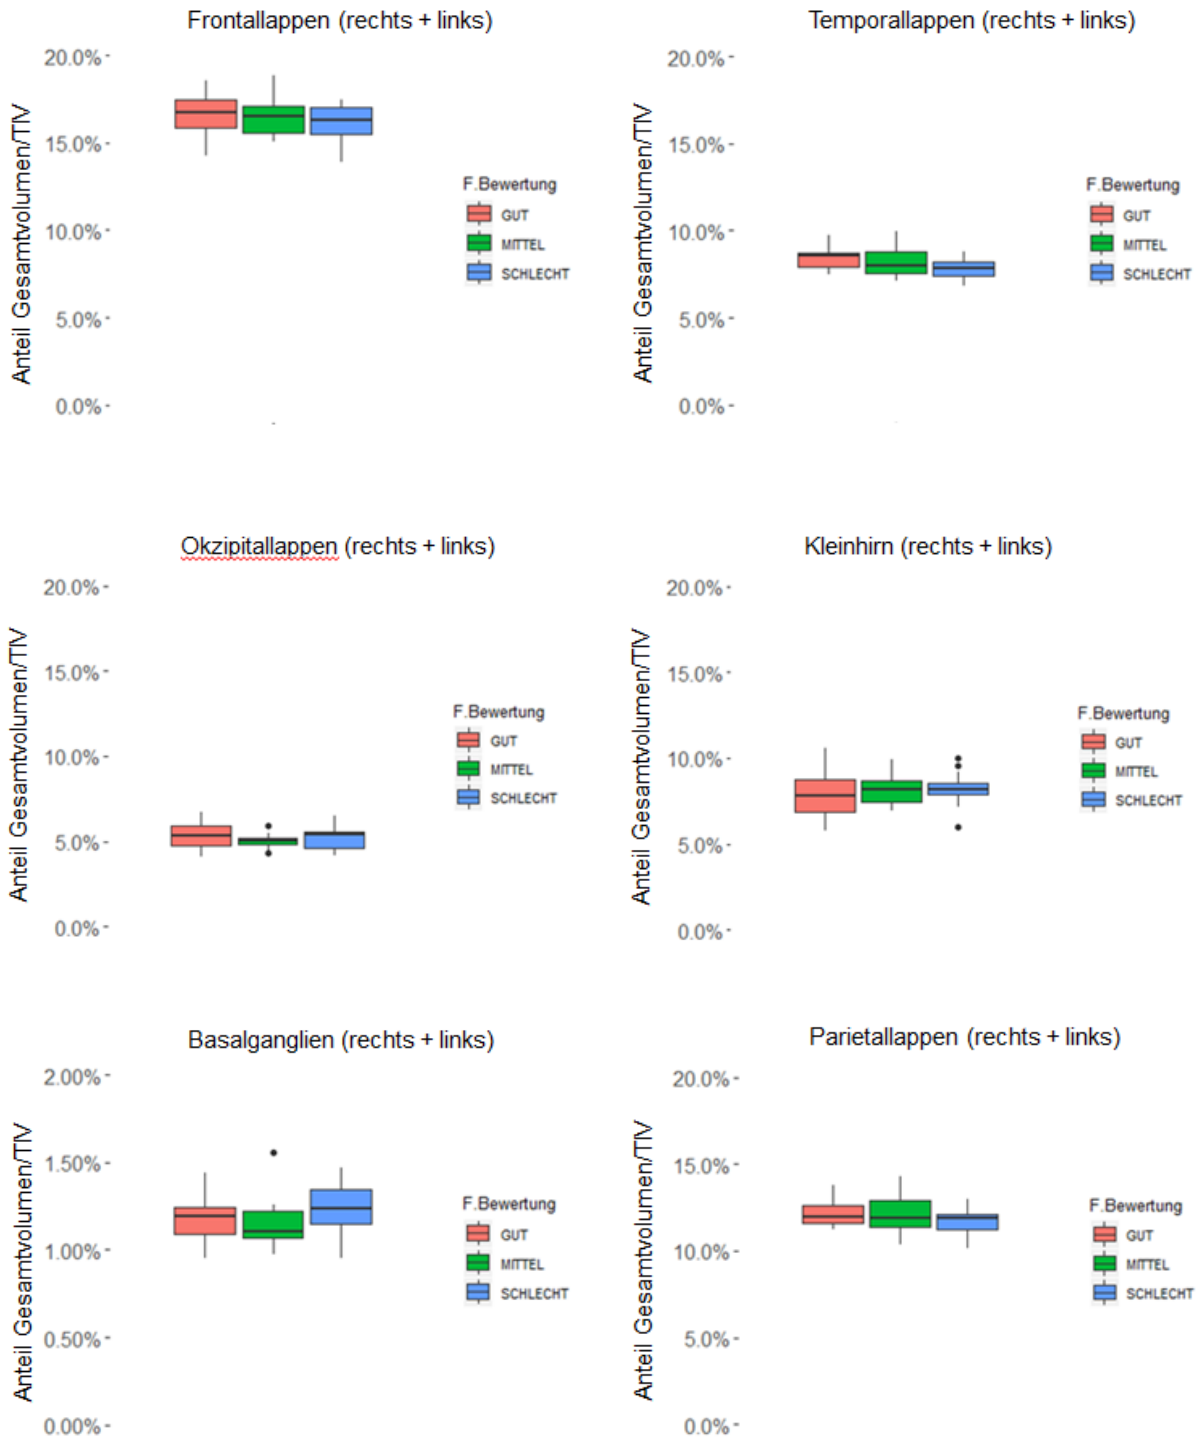 Frontallappen (rechts + links)
20.0%
15.0%
10.0%
5.0%
0.0%
Anteil Gesamtvolumen/TIV
F.Bewertung
GUT
MITTEL
SCHLECHT
Temporallappen (rechts + links)
20.0%
15.0%
10.0%
5.0%
0.0%
Anteil Gesamtvolumen/TIV
F.Bewertung
GUT
MITTEL
SCHLECHT
Okzipitallappen (rechts + links)
20.0%
15.0%
10.0%
5.0%
0.0%
Anteil Gesamtvolumen/TIV
F.Bewertung
GUT
MITTEL
SCHLECHT
Kleinhirn (rechts + links)
20.0%
15.0%
10.0%
5.0%
0.0%
Anteil Gesamtvolumen/TIV
F.Bewertung
GUT
MITTEL
SCHLECHT
Basalganglien (rechts + links)
2.00%
1.50%
1.00%
0.50%
0.00%
Anteil Gesamtvolumen/TIV
F.Bewertung
GUT
MITTEL
SCHLECHT
Parietallappen (rechts + links)
20.0%
15.0%
10.0%
5.0%
0.0%
Anteil Gesamtvolumen/TIV
F.Bewertung
GUT
MITTEL
SCHLECHT